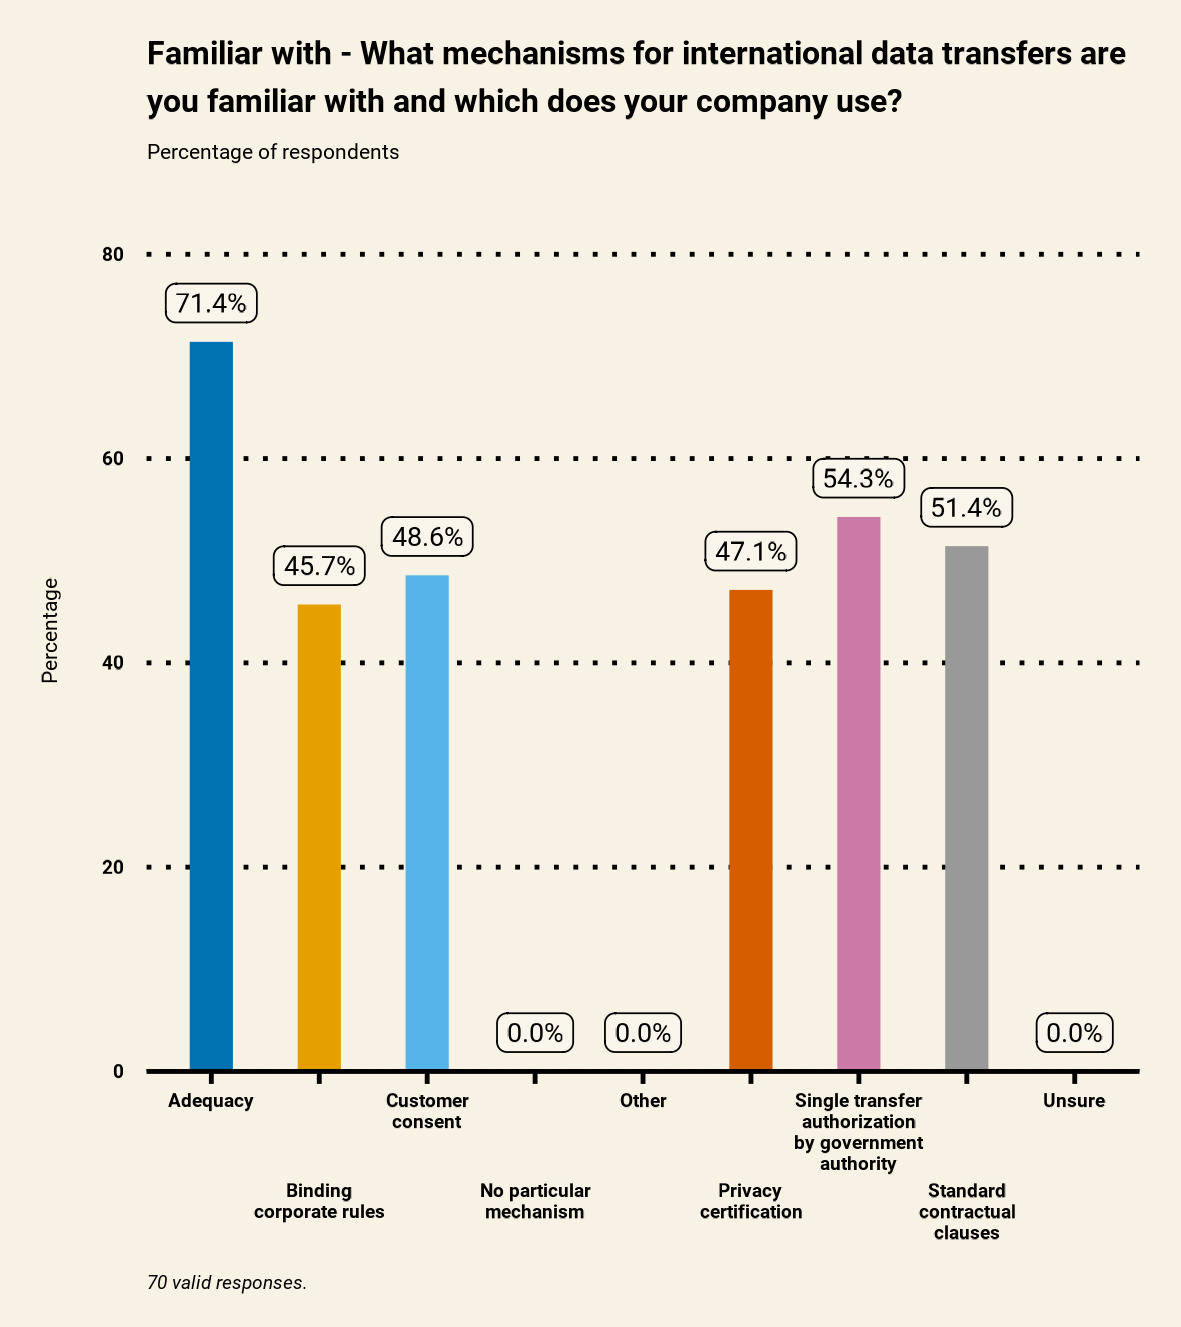 Familiar with - What mechanisms for international data transfers are
you familiar with and which does your company use?
Percentage of respondents
Percentage
80
60
40
20
0
71.4%
45.7%
48.6%
0.0%
0.0%
47.1%
54.3%
51.4%
0.0%
Adequacy
Binding
corporate rules
Customer
consent
No particular
mechanism
Other
Privacy
certification
Single transfer
authorization
by government
authority
Standard
contractual
clauses
Unsure
70 valid responses.